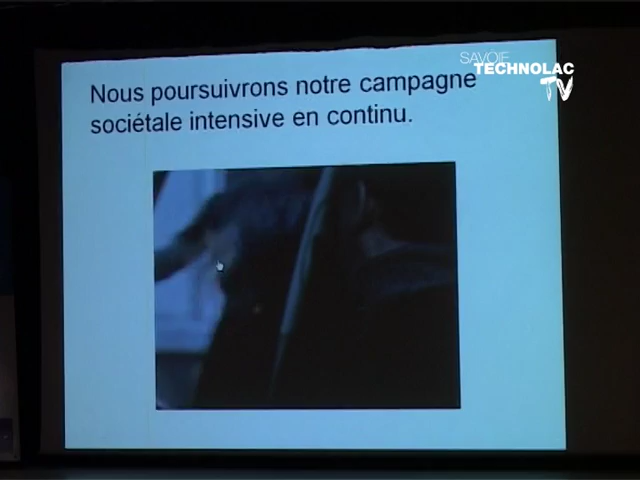 SAVOIE
TECHNOLAC
TV
Nous poursuivrons notre campagne
sociétale intensive en continu.